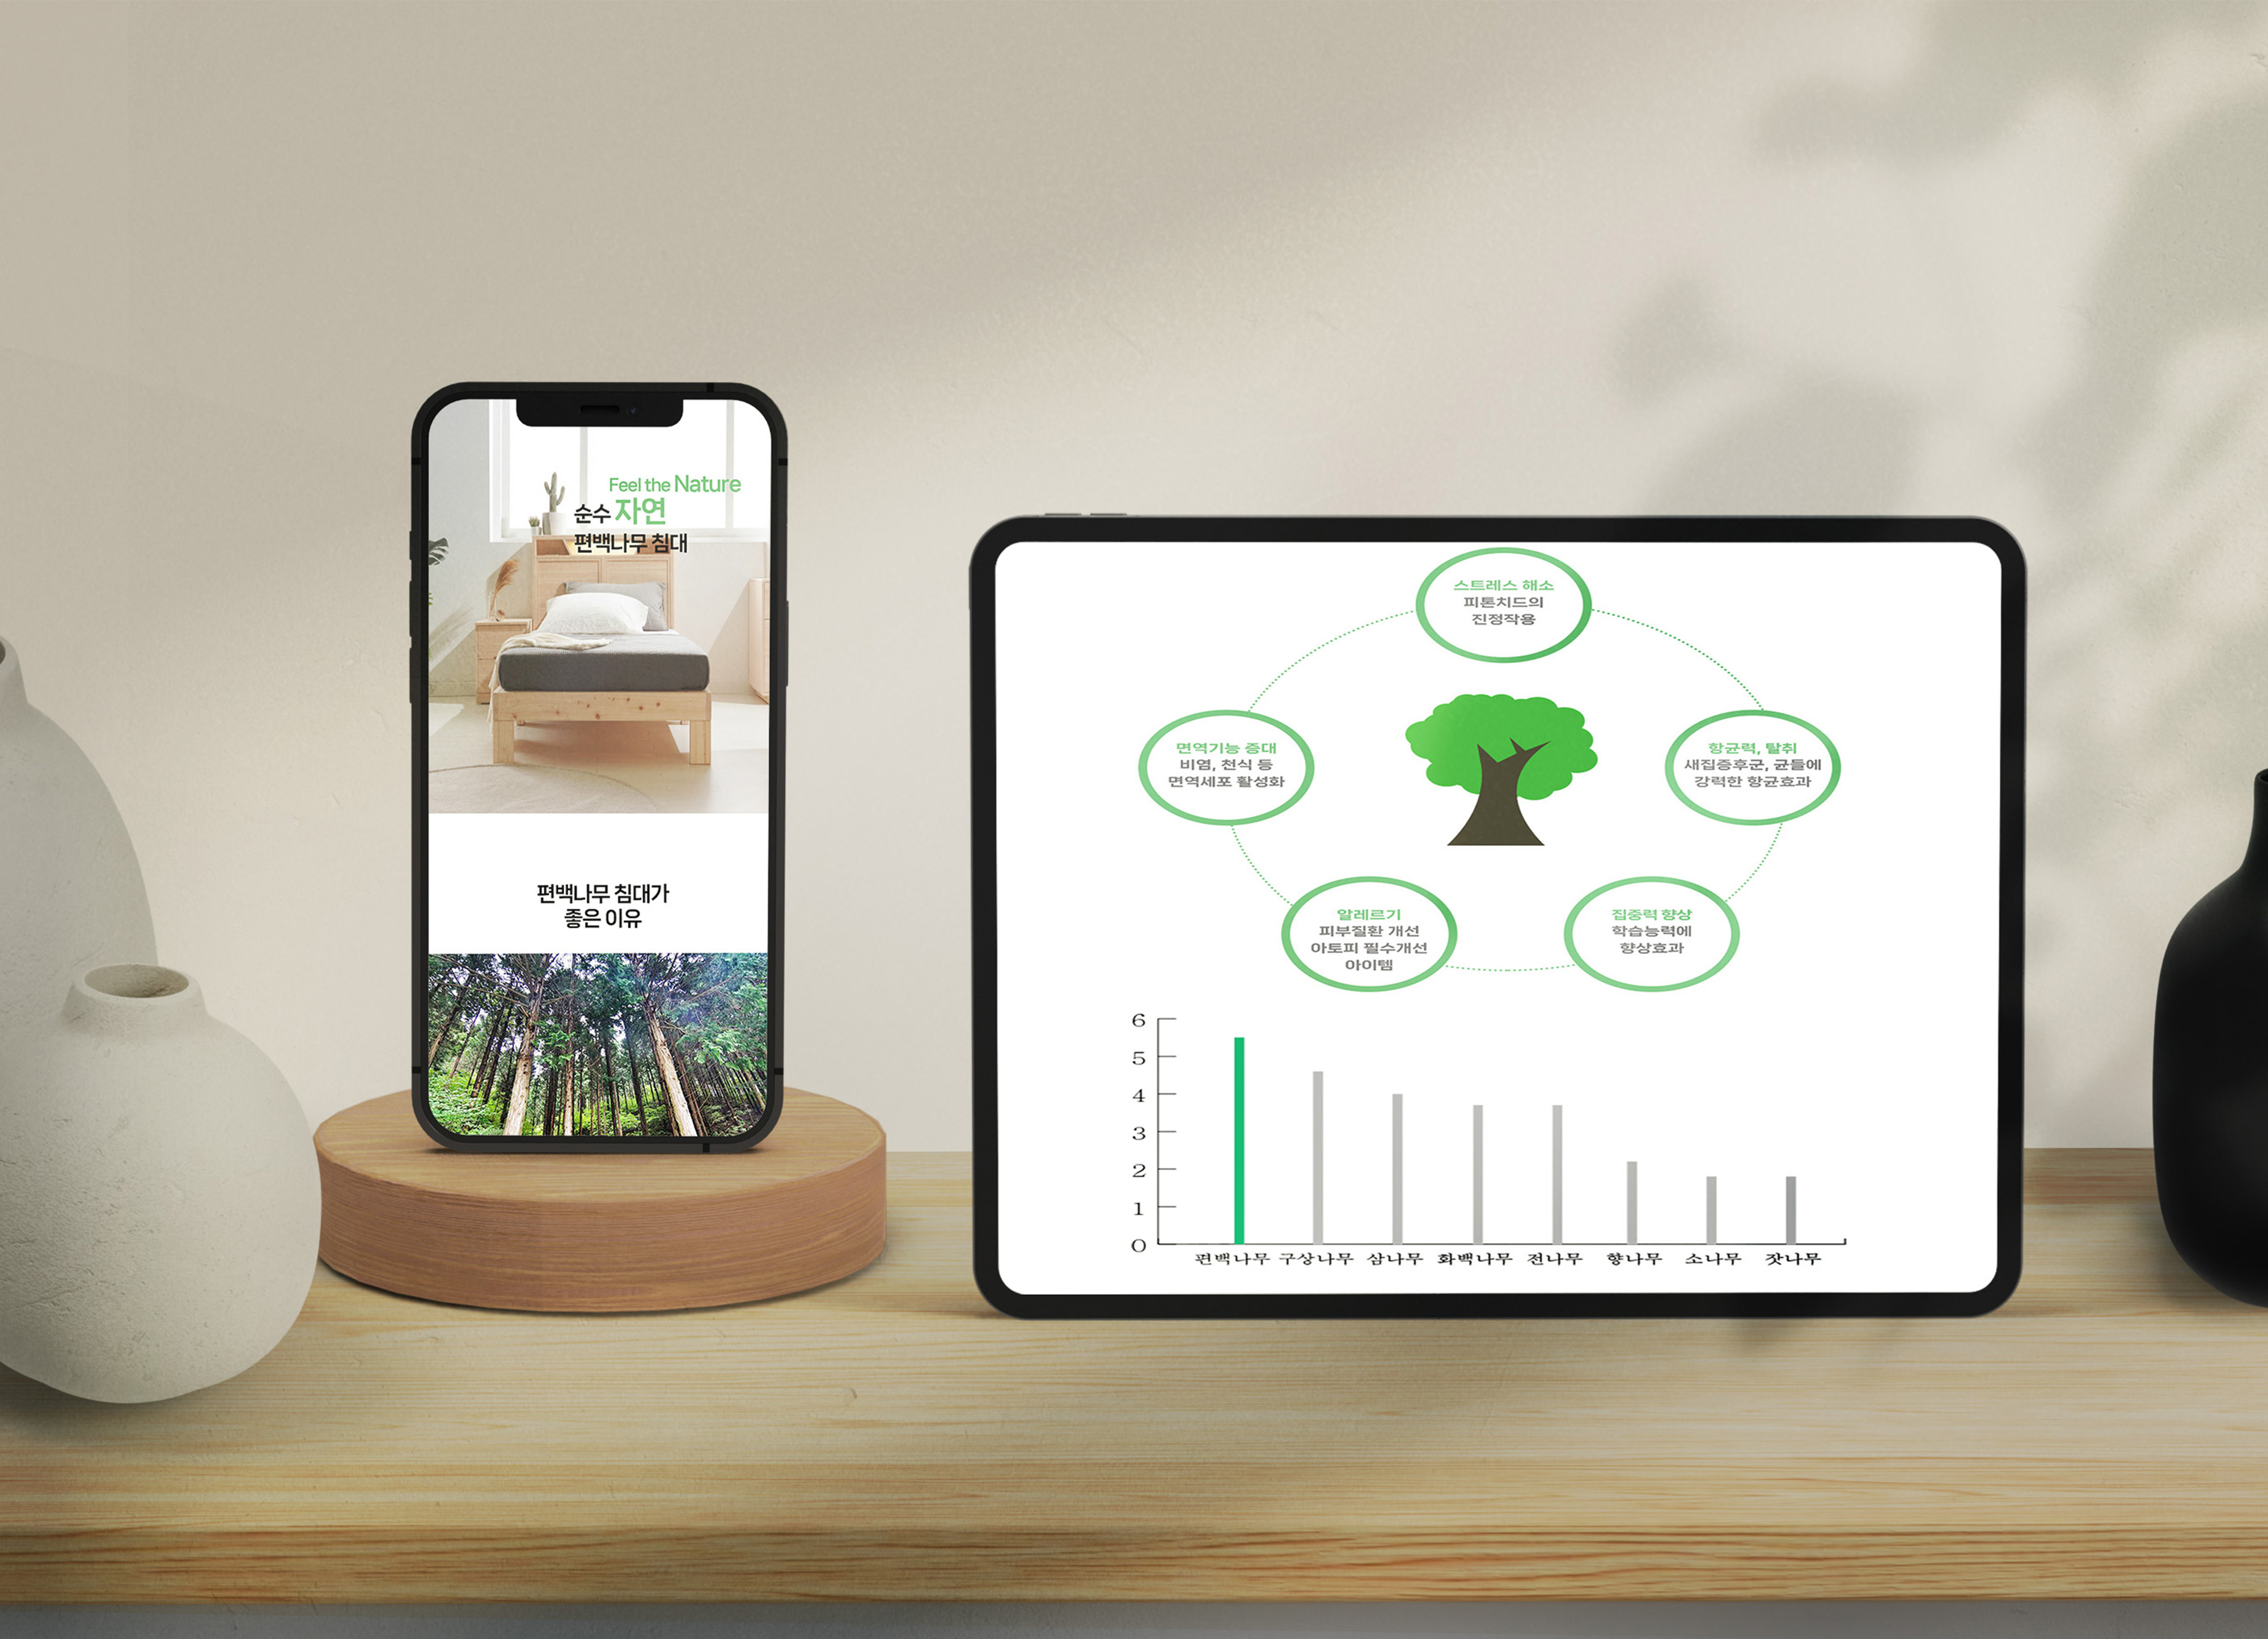 Feel the Nature
순수 자연
편백나무 침대
편백나무 침대가
좋은 이유
스트레스 해소
피톤치드의
진정작용
면역기능 증대
비염, 천식 등
면역세포 활성화
항균력, 탈취
새집증후군, 균들에
강력한 항균효과
알레르기
피부질환 개선
아토피 필수개선
아이템
집중력 향상
학습능력에
향상효과
6
5
4
3
2
1
0
편백나무 구상나무 삼나무 화백나무 전나무 향나무 소나무 잣나무